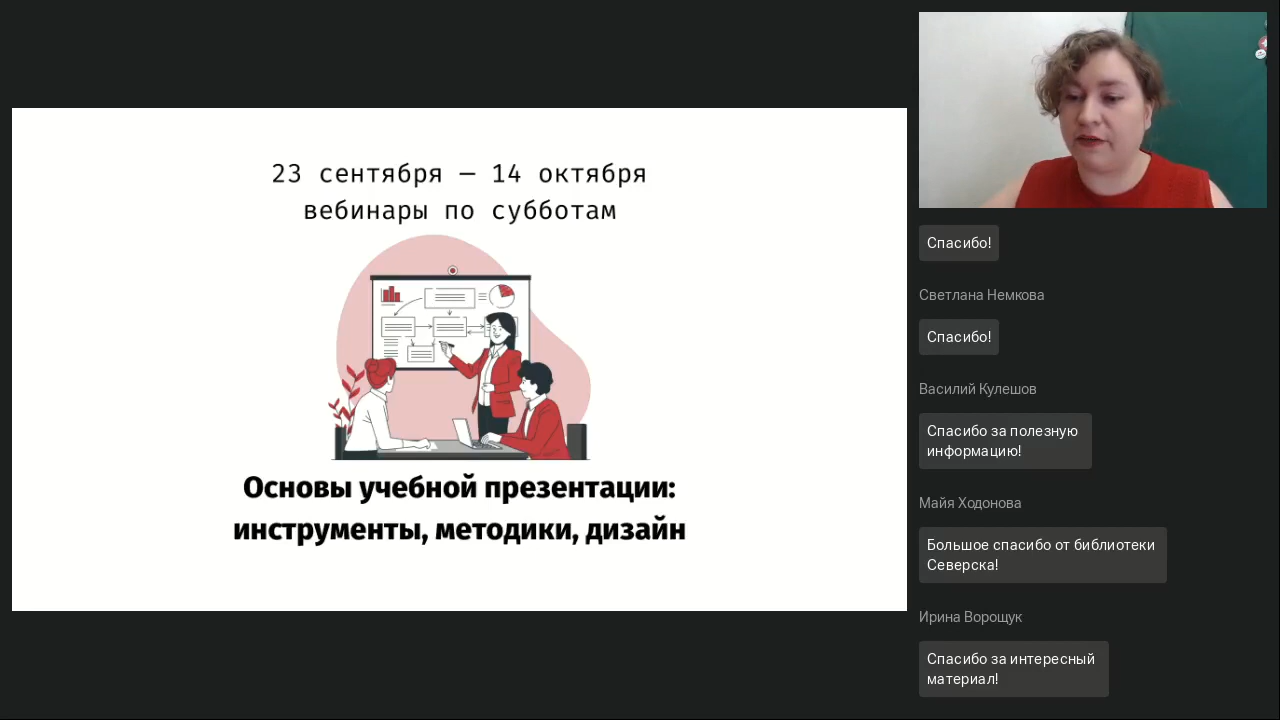 23 сентября — 14 октября
вебинары по субботам
Основы учебной презентации:
инструменты, методики, дизайн
Спасибо!
Светлана Немкова
Спасибо!
Василий Кулешов
Спасибо за полезную
информацию!
Майя Ходонова
Большое спасибо от библиотеки
Северска!
Ирина Ворощук
Спасибо за интересный
материал!